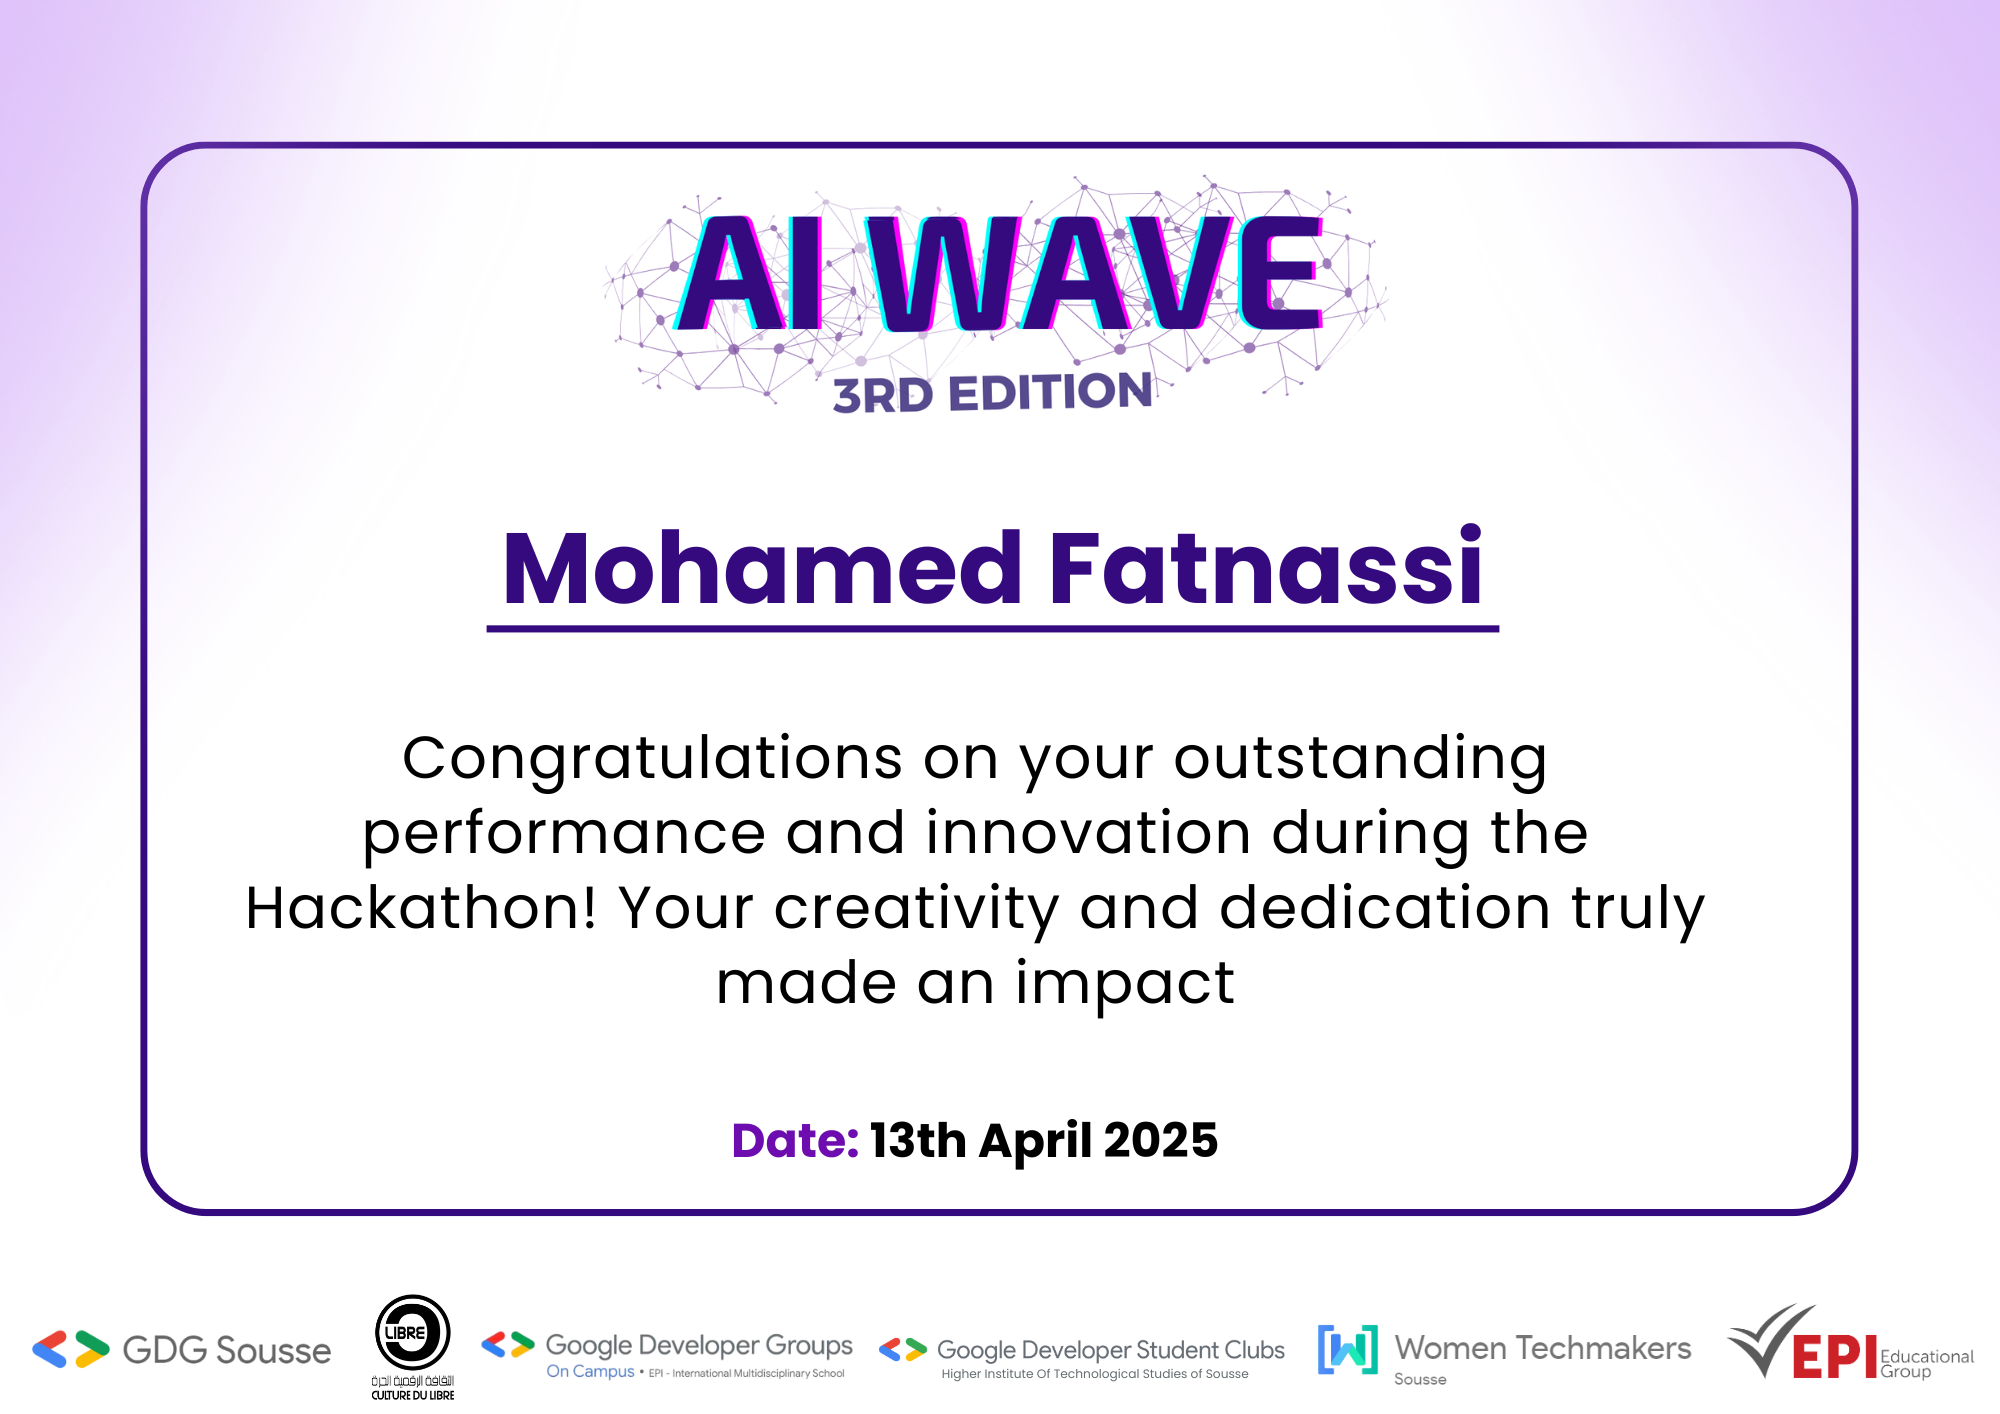 AI WAVE
3RD EDITION
Mohamed Fatnassi
Congratulations on your outstanding
performance and innovation during the
Hackathon! Your creativity and dedication truly
made an impact
Date: 13th April 2025
GDG Sousse
LIBRE
الثقافة الرقمية الحرة
CULTURE DU LIBRE
Google Developer Groups
On Campus • EPI - International Multidisciplinary School
Google Developer Student Clubs
Higher Institute Of Technological Studies of Sousse
Women Techmakers
Sousse
EPI Educational
Group